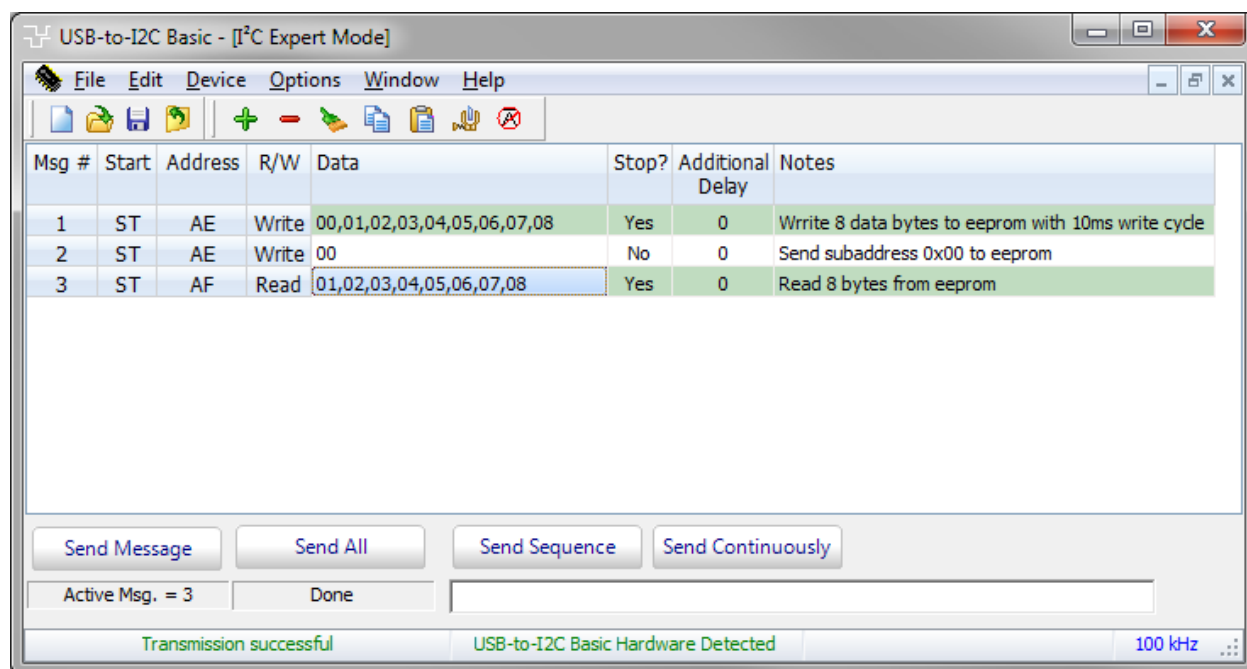 USB-to-I2C Basic - [I²C Expert Mode]
File Edit Device Options Window Help
Msg # Start Address R/W Data Stop? Additional Delay Notes
1 ST AE Write 00,01,02,03,04,05,06,07,08 Yes 0 Wrrite 8 data bytes to eeprom with 10ms write cycle
2 ST AE Write 00 No 0 Send subaddress 0x00 to eeprom
3 ST AF Read 01,02,03,04,05,06,07,08 Yes 0 Read 8 bytes from eeprom
Send Message Send All Send Sequence Send Continuously
Active Msg. = 3 Done
Transmission successful USB-to-I2C Basic Hardware Detected 100 kHz